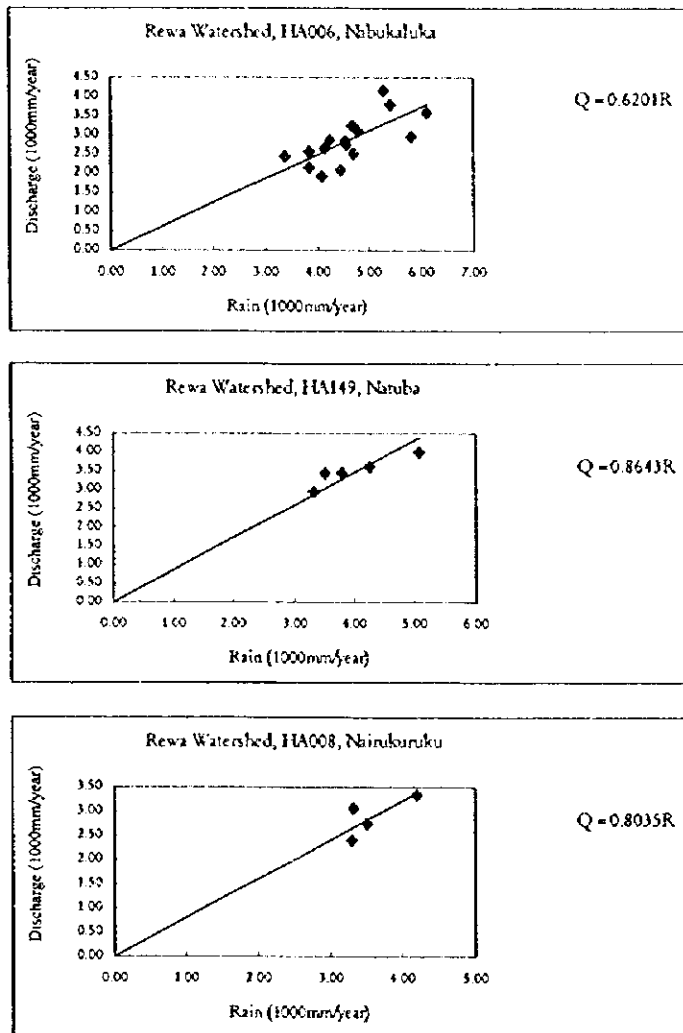 Rewa Watershed, HA006, Nabukaluka
Q = 0.6201R
Discharge (1000mm/year)
4.50
4.00
3.50
3.00
2.50
2.00
1.50
1.00
0.50
0.00
0.00 1.00 2.00 3.00 4.00 5.00 6.00 7.00
Rain (1000mm/year)
Rewa Watershed, HA149, Natuba
Q = 0.8643R
Discharge (1000mm/year)
4.50
4.00
3.50
3.00
2.50
2.00
1.50
1.00
0.50
0.00
0.00 1.00 2.00 3.00 4.00 5.00 6.00
Rain (1000mm/year)
Rewa Watershed, HA008, Nairukuruku
Q = 0.8035R
Discharge (1000mm/year)
3.50
3.00
2.50
2.00
1.50
1.00
0.50
0.00
0.00 1.00 2.00 3.00 4.00 5.00
Rain (1000mm/year)